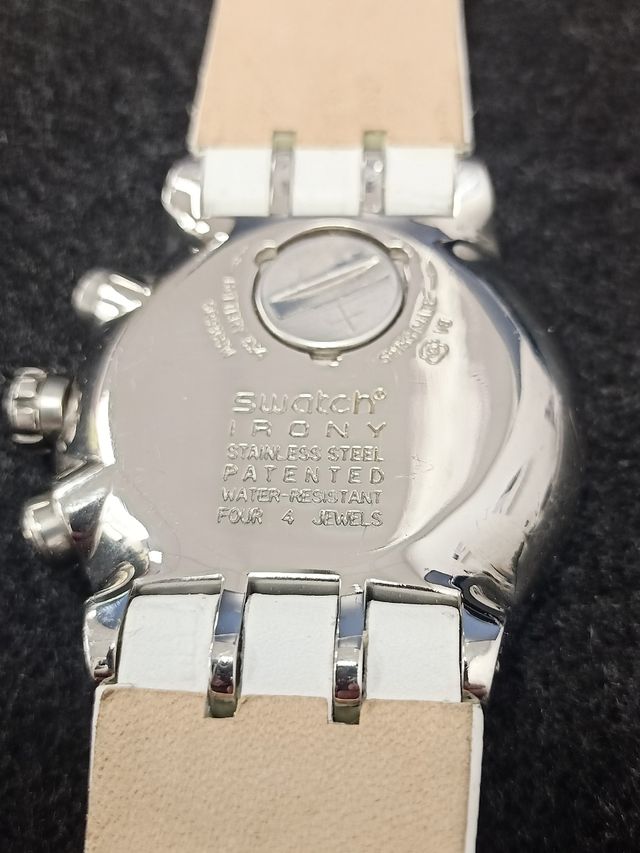 swatch®
IRONY
STAINLESS STEEL
PATENTED
WATER-RESISTANT
FOUR 4 JEWELS